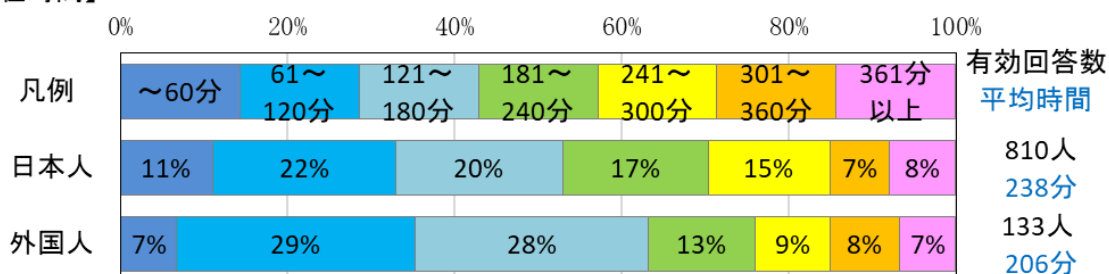 0% 20% 40% 60% 80% 100%
凡例 ～60分 61～120分 121～180分 181～240分 241～300分 301～360分 361分以上 有効回答数 平均時間
日本人 11% 22% 20% 17% 15% 7% 8% 810人 238分
外国人 7% 29% 28% 13% 9% 8% 7% 133人 206分